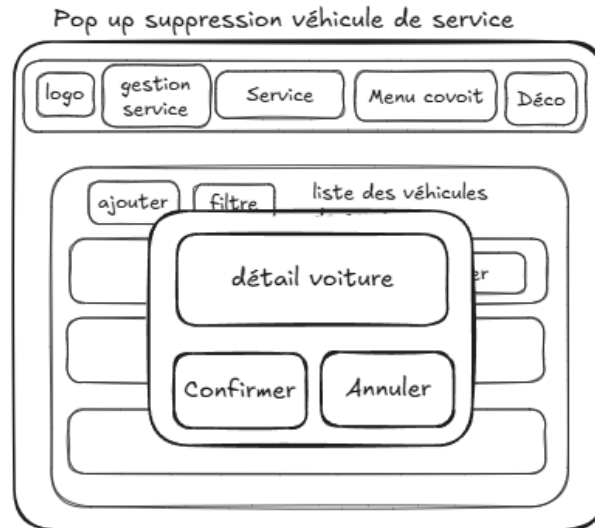 Pop up suppression véhicule de service
logo
gestion
service
Service
Menu covoit
Déco
ajouter
filtre
liste des véhicules
er
détail voiture
Confirmer
Annuler